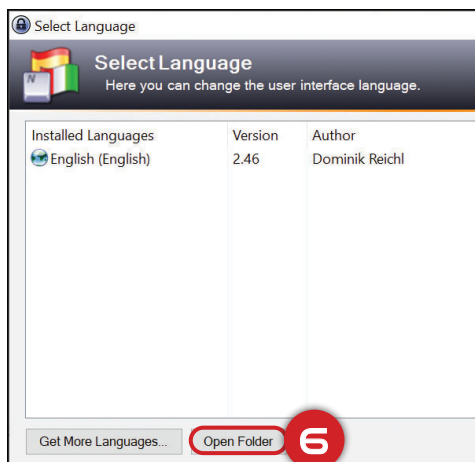 Select Language
Select Language
Here you can change the user interface language.
Installed Languages Version Author
English (English) 2.46 Dominik Reichl
Get More Languages... Open Folder 6